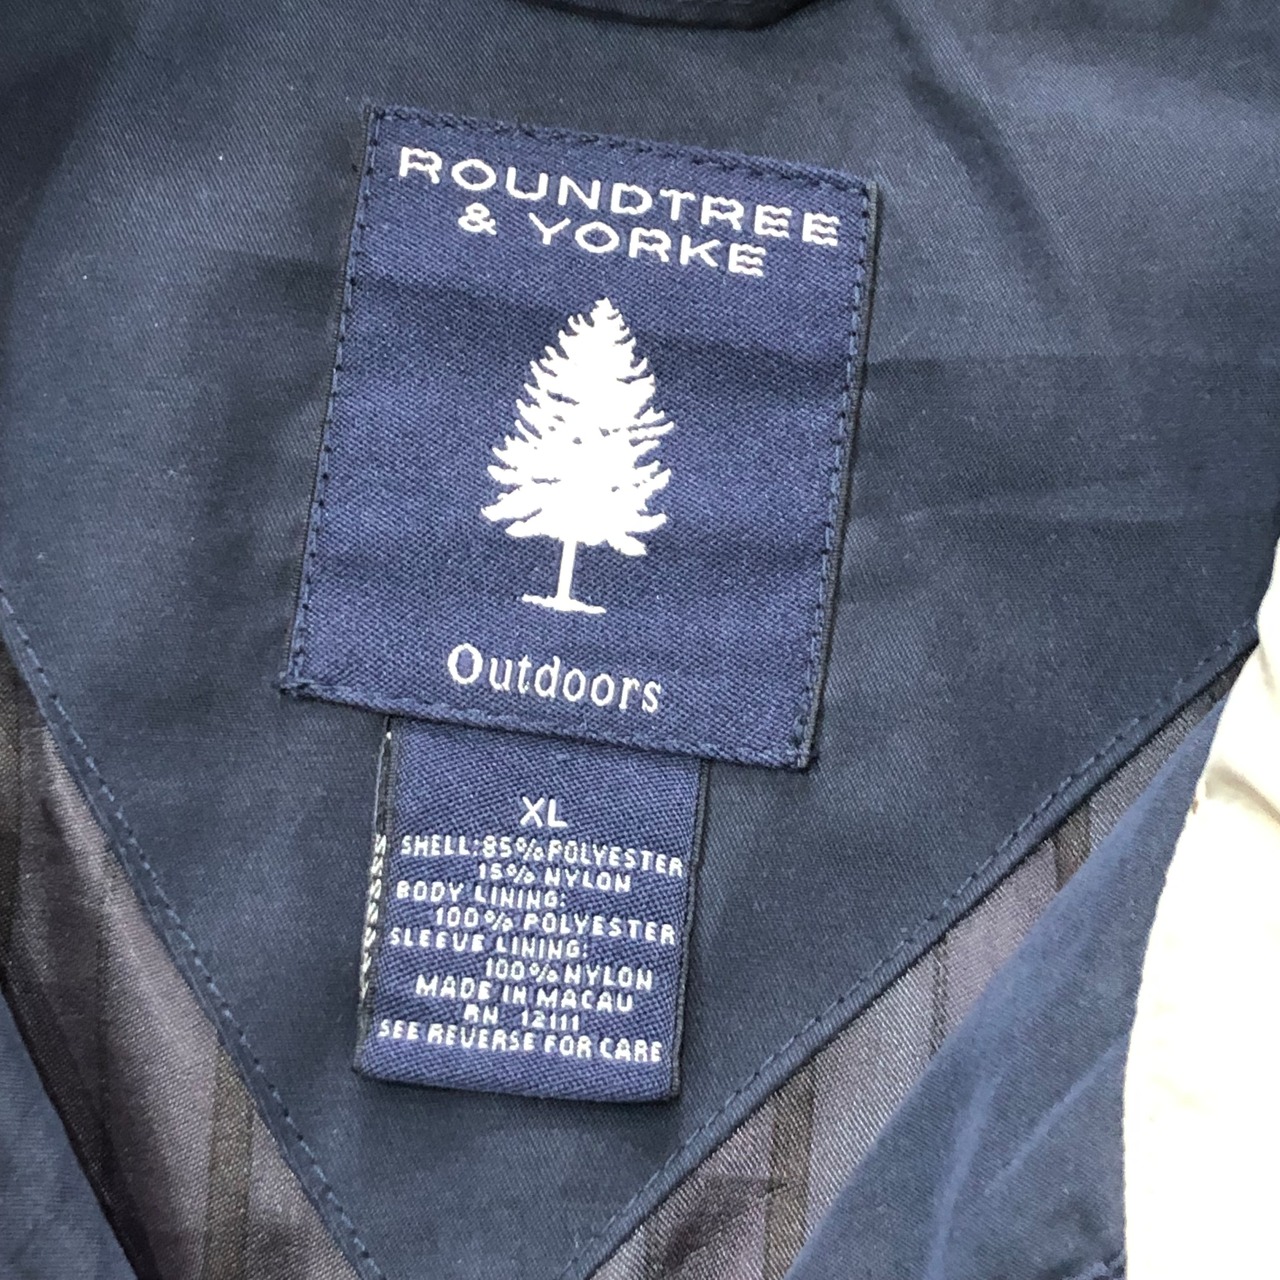 ROUNDTREE
& YORKE
Outdoors
XL
SHELL:85%POLYESTER
15% NYLON
BODY LINING:
100% POLYESTER
SLEEVE LINING:
100% NYLON
MADE IN MACAU
RN 12111
SEE REVERSE FOR CARE